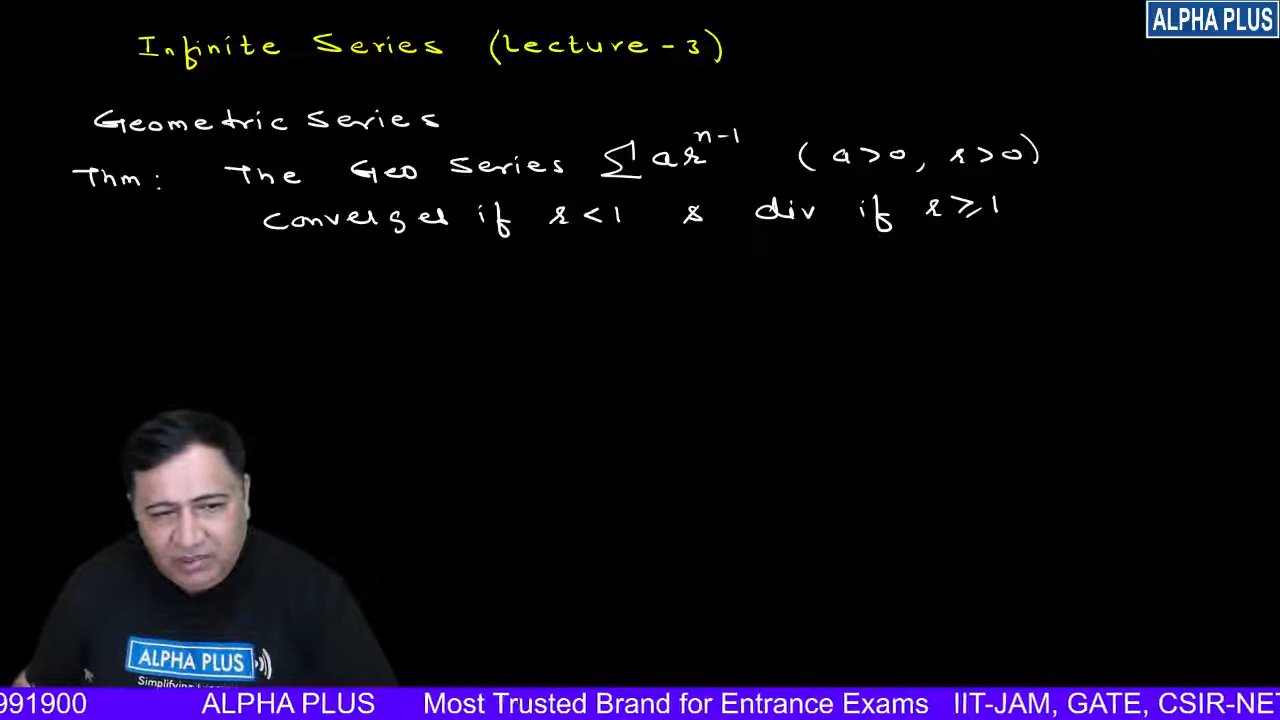 Infinite Series (Lecture - 3)
ALPHA PLUS
Geometric Series
Thm: The Geo Series ∑ar^{n-1} (a>0, r>0)
converges if r<1 & div if r≥1
ALPHA PLUS
991900 ALPHA PLUS Most Trusted Brand for Entrance Exams IIT-JAM, GATE, CSIR-NE